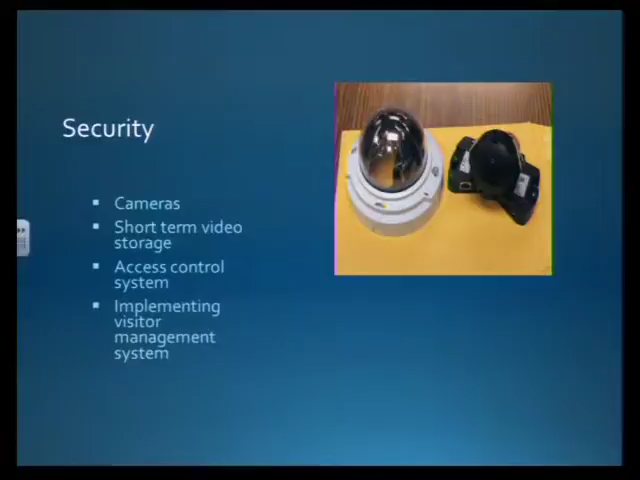 Security
▪ Cameras
▪ Short term video
storage
▪ Access control
system
▪ Implementing
visitor
management
system